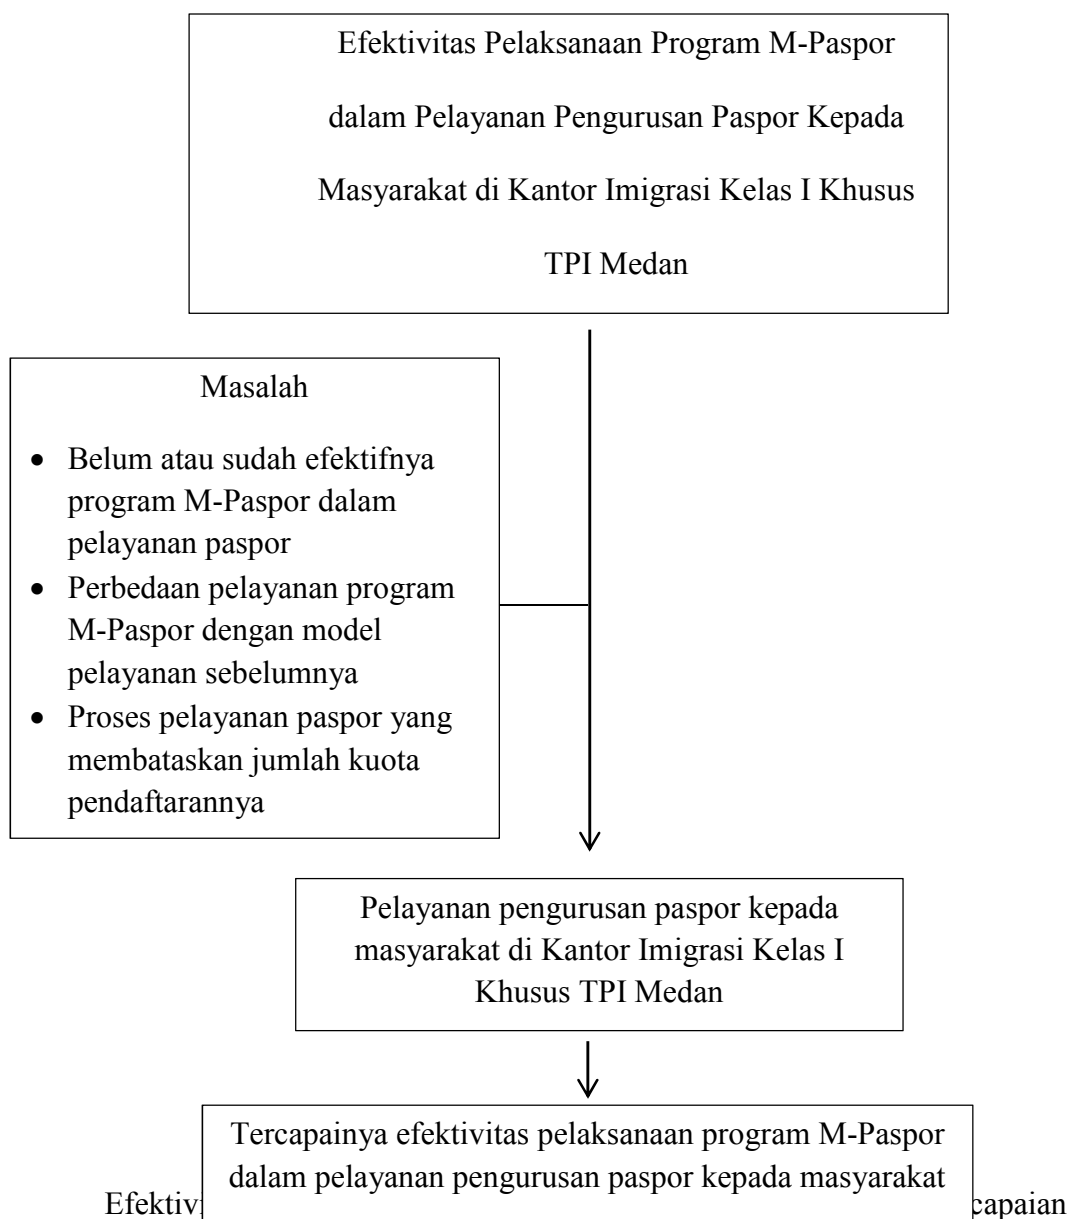 Efektivitas Pelaksanaan Program M-Paspor
dalam Pelayanan Pengurusan Paspor Kepada
Masyarakat di Kantor Imigrasi Kelas I Khusus
TPI Medan
Masalah
• Belum atau sudah efektifnya
program M-Paspor dalam
pelayanan paspor
• Perbedaan pelayanan program
M-Paspor dengan model
pelayanan sebelumnya
• Proses pelayanan paspor yang
membataskan jumlah kuota
pendaftarannya
Pelayanan pengurusan paspor kepada
masyarakat di Kantor Imigrasi Kelas I
Khusus TPI Medan
Tercapainya efektivitas pelaksanaan program M-Paspor
dalam pelayanan pengurusan paspor kepada masyarakat